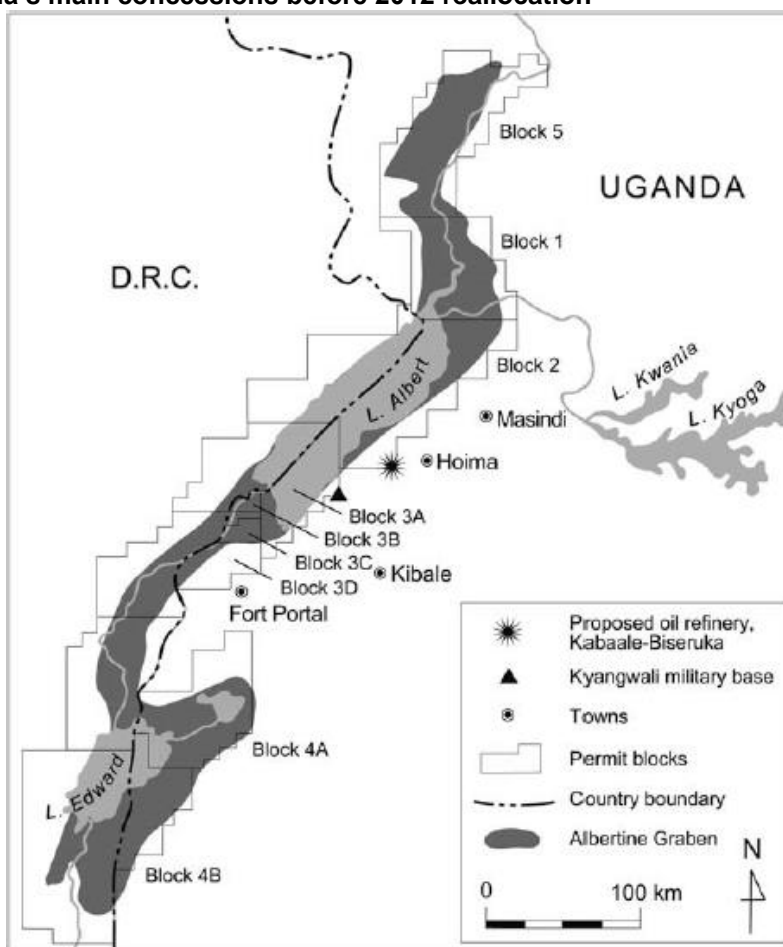 a's main concessions before 2012 reallocation
Block 5
UGANDA
Block 1
D.R.C.
Block 2
L. Kwania
L. Albert
L. Kyoga
Masindi
Hoima
Block 3A
Block 3B
Block 3C
Kibale
Block 3D
Fort Portal
Block 4A
L. Edward
Block 4B
Proposed oil refinery,
Kabaale-Biseruka
Kyangwali military base
Towns
Permit blocks
Country boundary
Albertine Graben
N
0 100 km